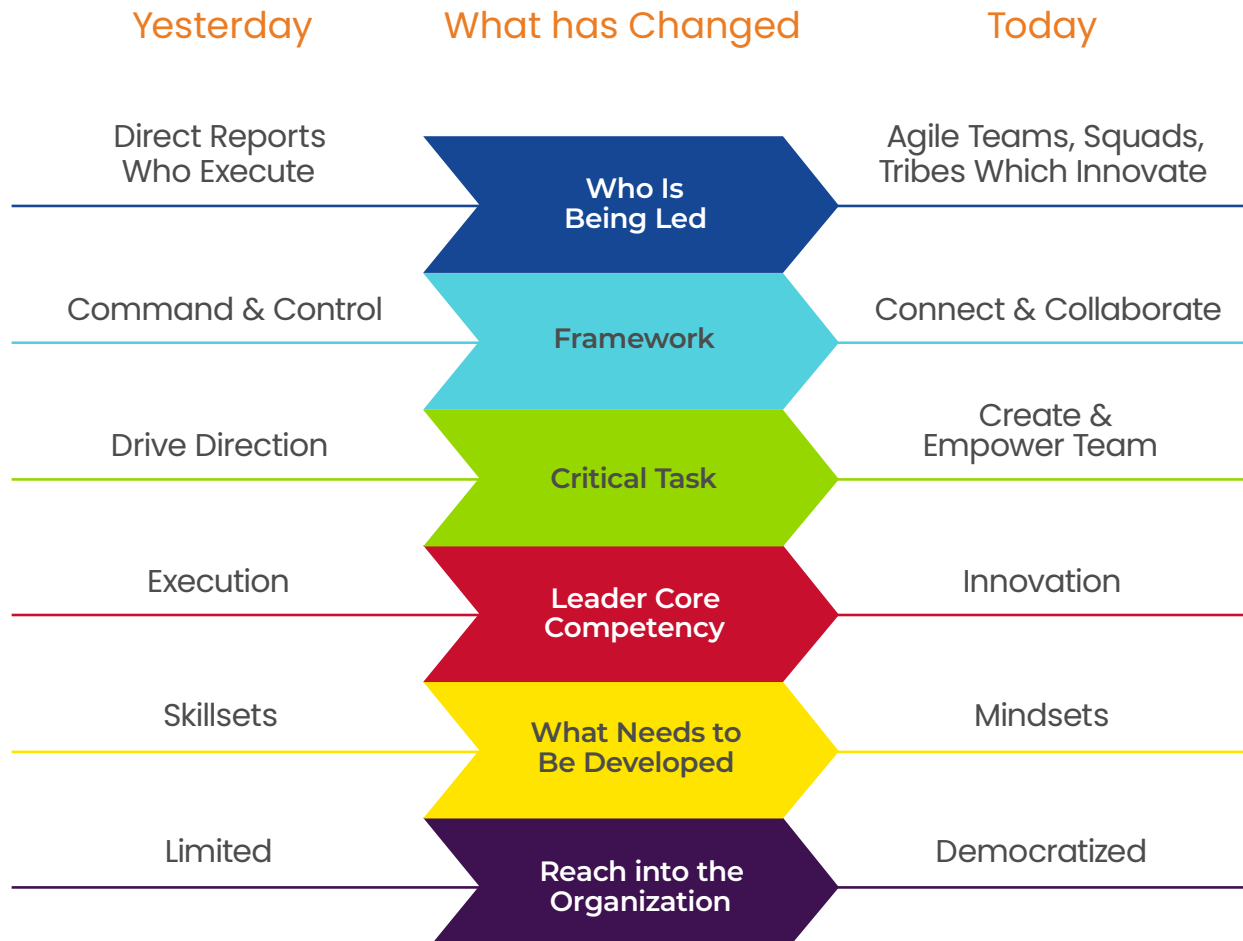 Yesterday
What has Changed
Today
Direct Reports
Who Execute
Who Is
Being Led
Agile Teams, Squads,
Tribes Which Innovate
Command & Control
Framework
Connect & Collaborate
Drive Direction
Critical Task
Create &
Empower Team
Execution
Leader Core
Competency
Innovation
Skillsets
What Needs to
Be Developed
Mindsets
Limited
Reach into the
Organization
Democratized